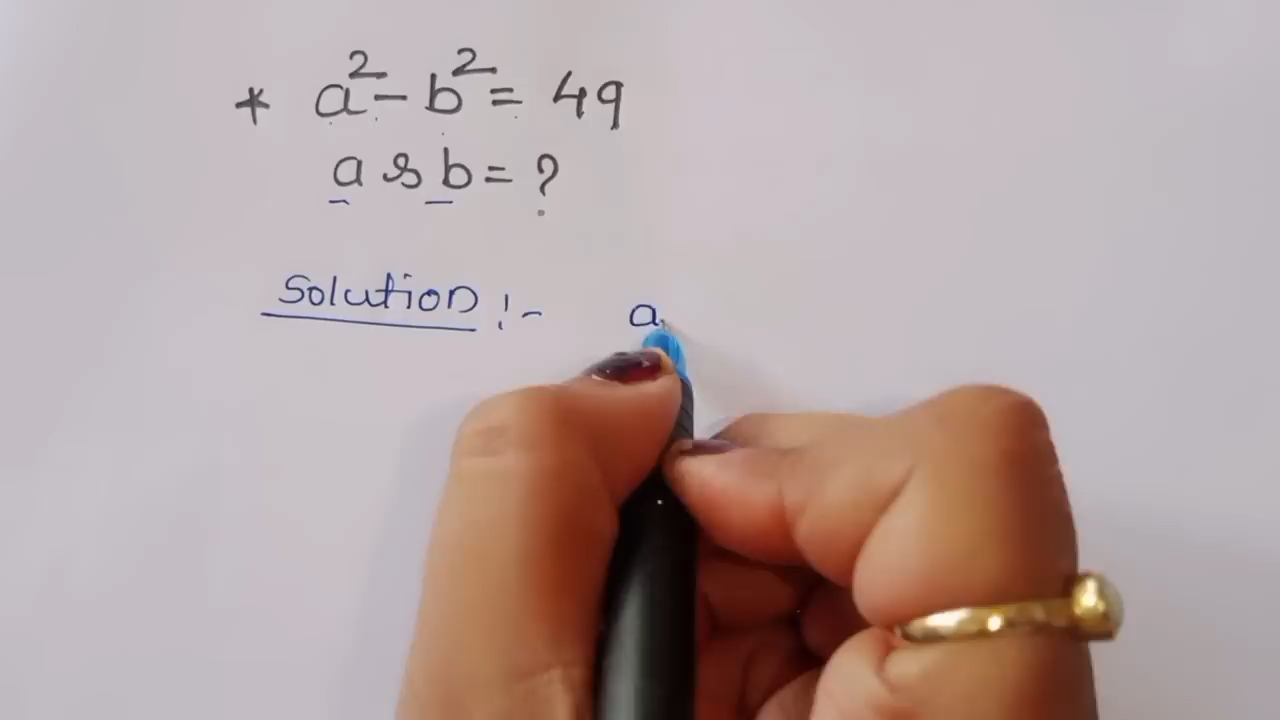 * a² - b² = 49
a & b = ?
Solution :- a